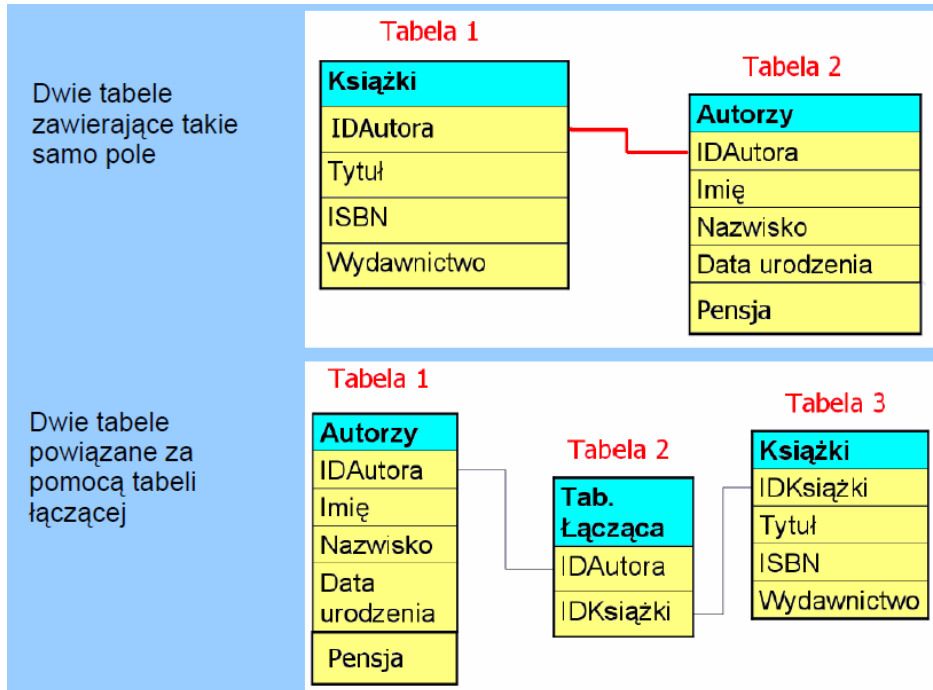 Dwie tabele
zawierające takie
samo pole
Tabela 1
Książki
IDAutora
Tytuł
ISBN
Wydawnictwo
Tabela 2
Autorzy
IDAutora
Imię
Nazwisko
Data urodzenia
Pensja
Dwie tabele
powiązane za
pomocą tabeli
łączącej
Tabela 1
Autorzy
IDAutora
Imię
Nazwisko
Data
urodzenia
Pensja
Tabela 2
Tab.
Łącząca
IDAutora
IDKsiążki
Tabela 3
Książki
IDKsiążki
Tytuł
ISBN
Wydawnictwo